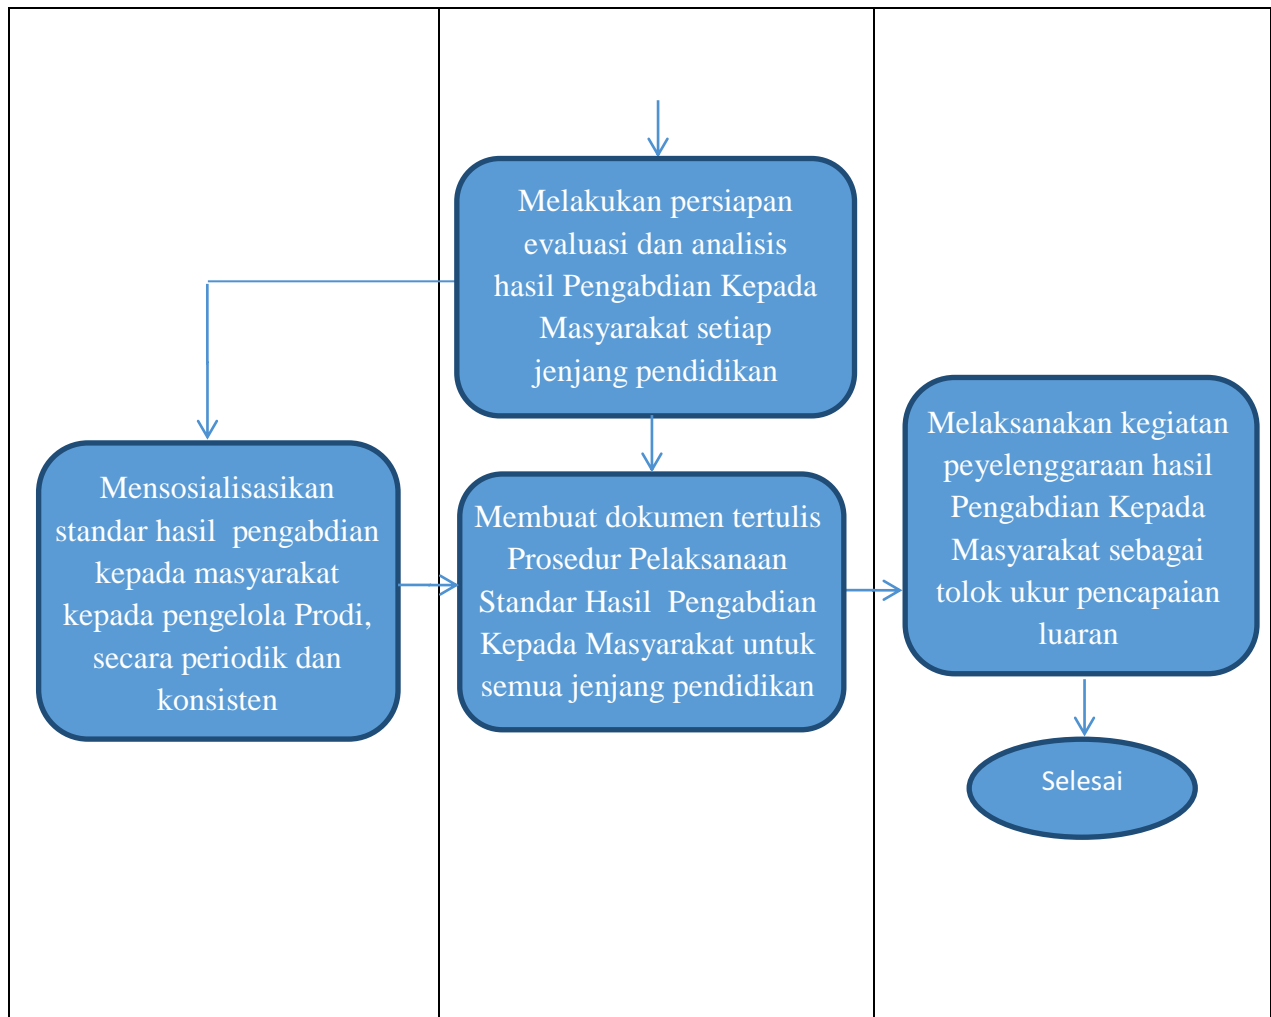 Melakukan persiapan
evaluasi dan analisis
hasil Pengabdian Kepada
Masyarakat setiap
jenjang pendidikan
Mensosialisasikan
standar hasil  pengabdian
kepada masyarakat
kepada pengelola Prodi,
secara periodik dan
konsisten
Membuat dokumen tertulis
Prosedur Pelaksanaan
Standar Hasil  Pengabdian
Kepada Masyarakat untuk
semua jenjang pendidikan
Melaksanakan kegiatan
peyelenggaraan hasil
Pengabdian Kepada
Masyarakat sebagai
tolok ukur pencapaian
luaran
Selesai